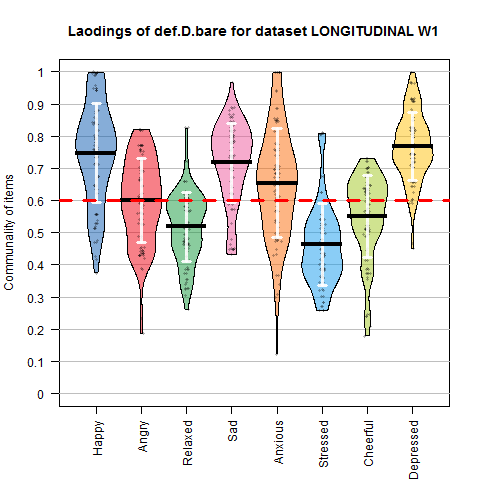 Laodings of def.D.bare for dataset LONGITUDINAL W1
Communality of items
1
0.9
0.8
0.7
0.6
0.5
0.4
0.3
0.2
0.1
0
Happy
Angry
Relaxed
Sad
Anxious
Stressed
Cheerful
Depressed